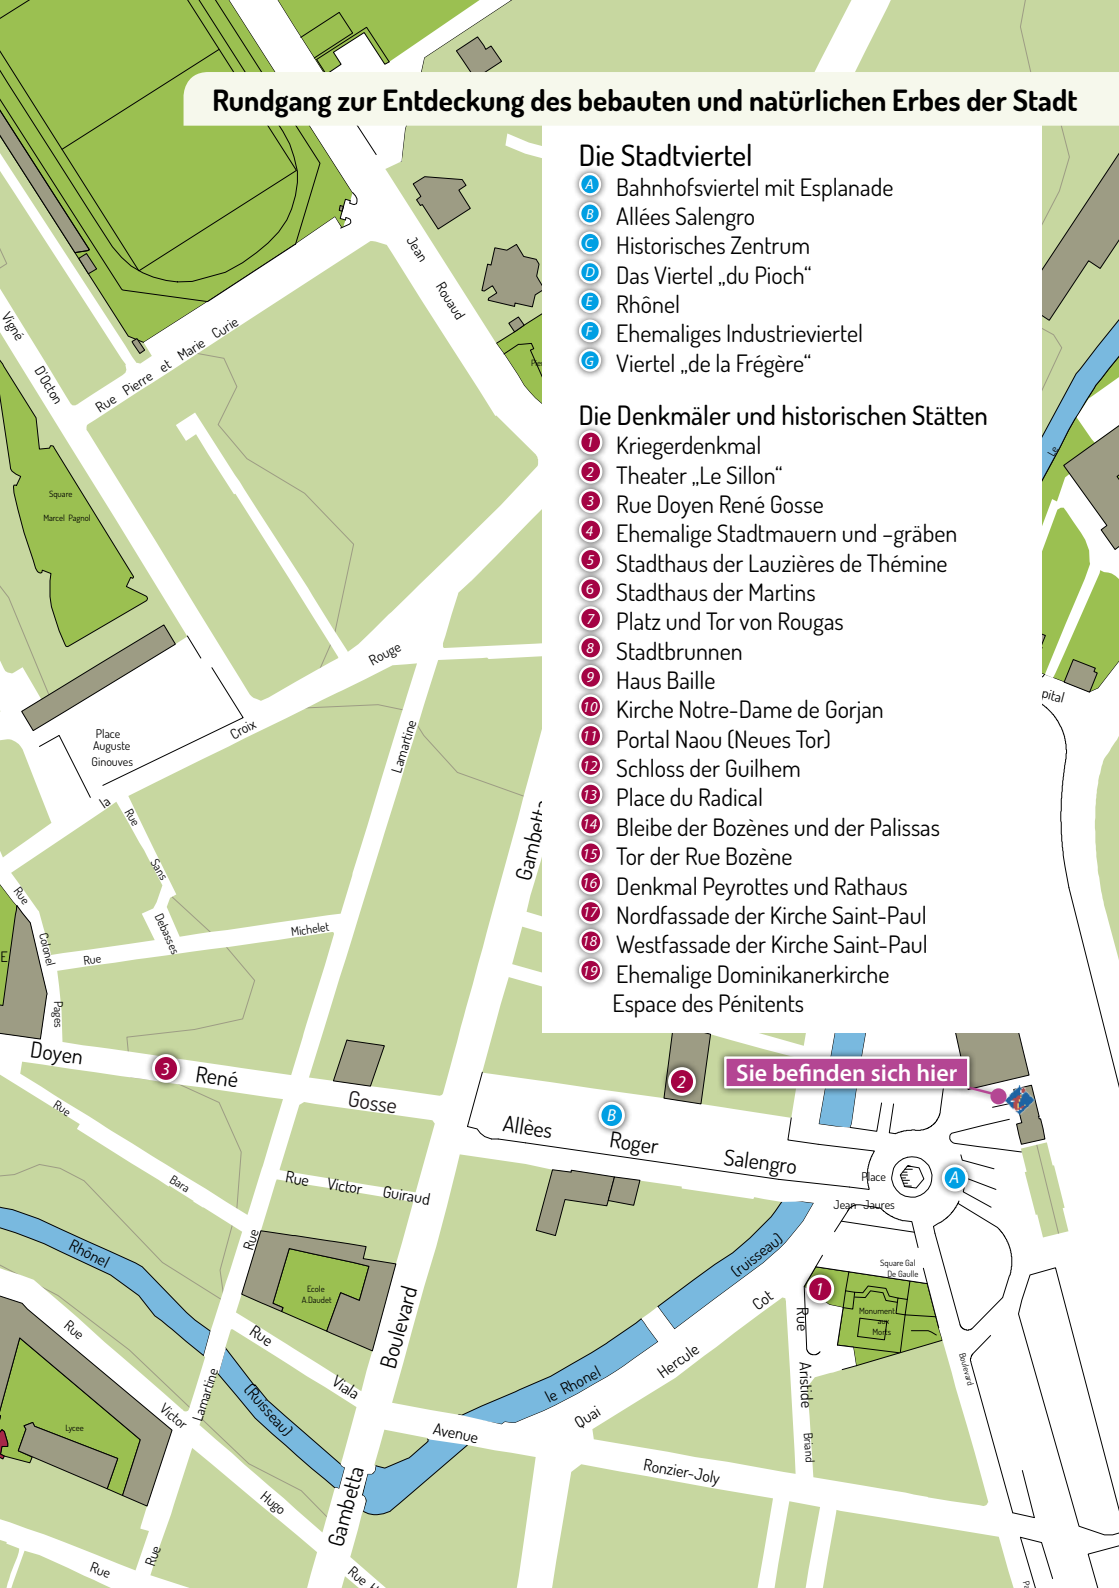 Rundgang zur Entdeckung des bebauten und natürlichen Erbes der Stadt
Die Stadtviertel
A Bahnhofsviertel mit Esplanade
B Allées Salengro
C Historisches Zentrum
D Das Viertel „du Pioch“
E Rhônel
F Ehemaliges Industrieviertel
G Viertel „de la Frégère“
Die Denkmäler und historischen Stätten
1 Kriegerdenkmal
2 Theater „Le Sillon“
3 Rue Doyen René Gosse
4 Ehemalige Stadtmauern und –gräben
5 Stadthaus der Lauzières de Thémine
6 Stadthaus der Martins
7 Platz und Tor von Rougas
8 Stadtbrunnen
9 Haus Baille
10 Kirche Notre-Dame de Gorjan
11 Portal Naou (Neues Tor)
12 Schloss der Guilhem
13 Place du Radical
14 Bleibe der Bozènes und der Palissas
15 Tor der Rue Bozène
16 Denkmal Peyrottes und Rathaus
17 Nordfassade der Kirche Saint-Paul
18 Westfassade der Kirche Saint-Paul
19 Ehemalige Dominikanerkirche
Espace des Pénitents
Jean Rouaud
Vigné D'Octon
Rue Pierre et Marie Curie
Square
Marcel Pagnol
Le
pital
Rouge
Croix
la
Place
Auguste
Ginouves
Lamartine
Gambetta
Rue Sans Debasses
Rue Colonel Pages
Rue Michelet
E
Doyen
3
René
Gosse
2
Sie befinden sich hier
B
Allées Roger Salengro
Place
Jean Jaures
A
Rue Bara
Rue Victor Guiraud
Rue
Rhônel
(ruisseau)
Square Gal
De Gaulle
1
Monument
aux
Morts
Ecole
A.Daudet
Boulevard
Rue Viala
Cot
Hercule
Quai
Rue Aristide Briand
Boulevard
le Rhonel
(Ruisseau)
Lamartine
Rue Victor Hugo
Lycee
Avenue Ronzier-Joly
Gambetta
Rue
Rue
Rue